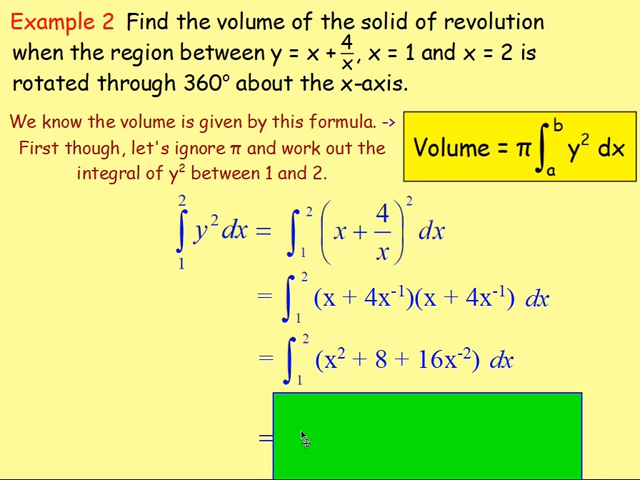 Example 2 Find the volume of the solid of revolution
when the region between y = x + 4/x, x = 1 and x = 2 is
rotated through 360° about the x-axis.
We know the volume is given by this formula. ->
First though, let's ignore π and work out the
integral of y² between 1 and 2.
Volume = π∫ₐᵇ y² dx
∫₁² y² dx = ∫₁² (x + 4/x)² dx
= ∫₁² (x + 4x⁻¹)(x + 4x⁻¹) dx
= ∫₁² (x² + 8 + 16x⁻²) dx
=